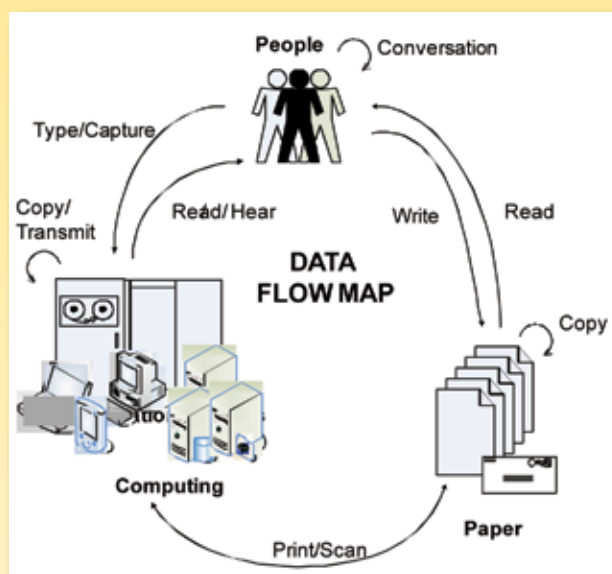 People
Conversation
Type/Capture
Read/Hear
Write
Read
Copy/
Transmit
DATA
FLOW MAP
Copy
Computing
Paper
Print/Scan